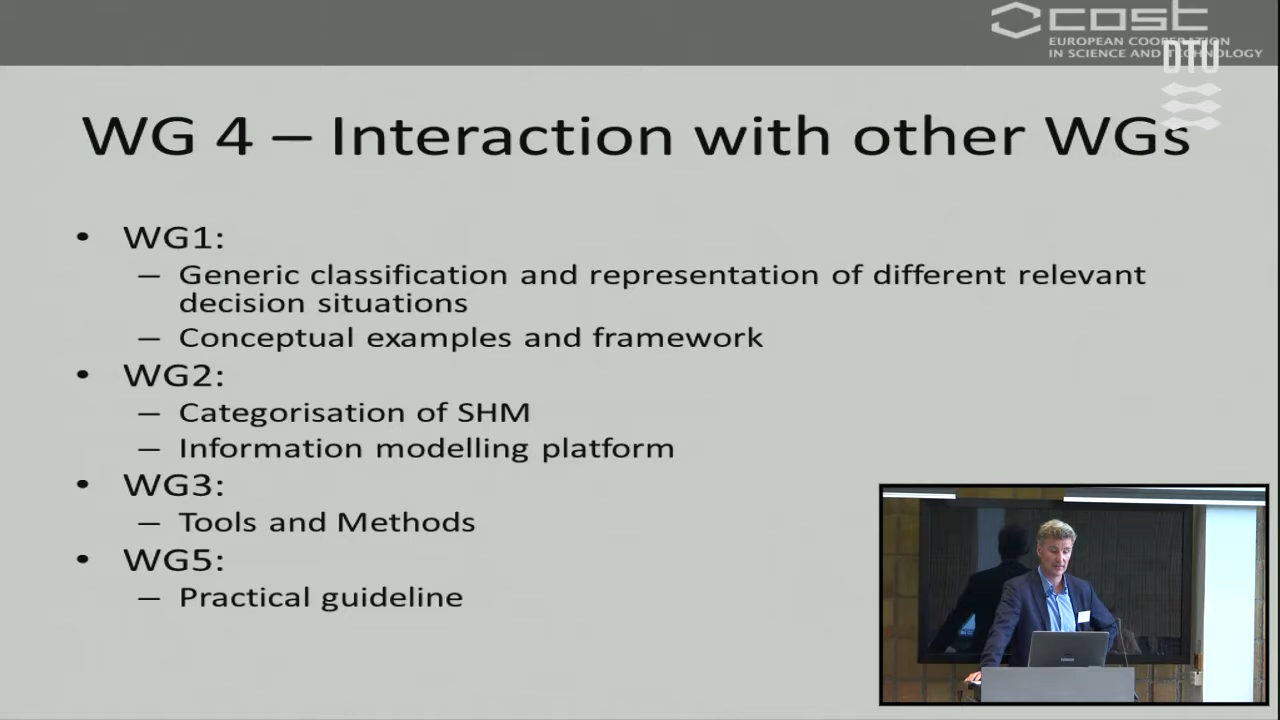 cost
EUROPEAN COOPERATION
IN SCIENCE AND TECHNOLOGY
DTU
WG 4 – Interaction with other WGs
• WG1:
– Generic classification and representation of different relevant
decision situations
– Conceptual examples and framework
• WG2:
– Categorisation of SHM
– Information modelling platform
• WG3:
– Tools and Methods
• WG5:
– Practical guideline